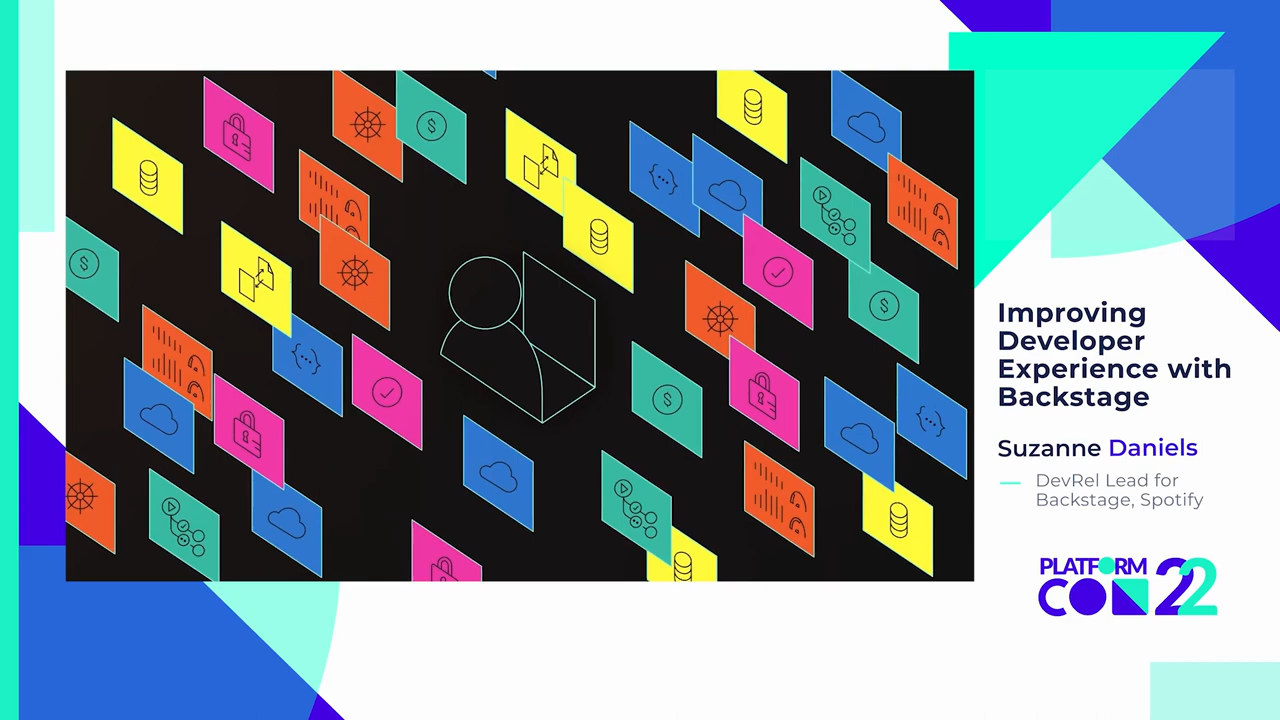 Improving
Developer
Experience with
Backstage
Suzanne Daniels
DevRel Lead for
Backstage, Spotify
PLATFORM
CON 22